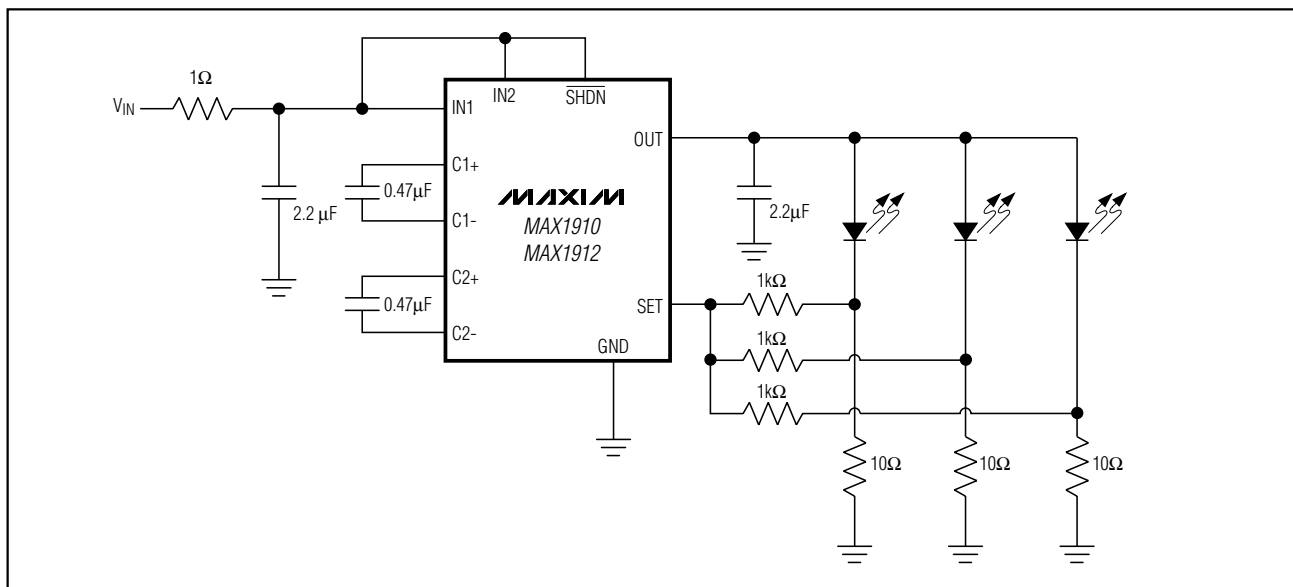 1Ω
V_IN
IN1
IN2
SHDN
OUT
C1+
0.47μF
C1-
2.2 μF
MAXIM
MAX1910
MAX1912
2.2μF
C2+
0.47μF
C2-
SET
1kΩ
1kΩ
1kΩ
GND
10Ω
10Ω
10Ω